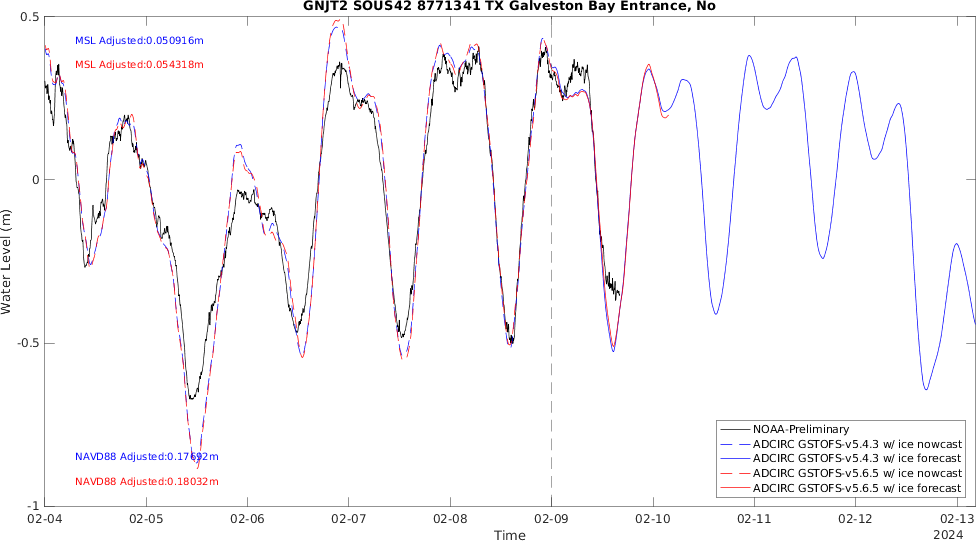 GNJT2 SOUS42 8771341 TX Galveston Bay Entrance, No
0.5
MSL Adjusted:0.050916m
MSL Adjusted:0.054318m
0
Water Level (m)
-0.5
NAVD88 Adjusted:0.17692m
NAVD88 Adjusted:0.18032m
-1
NOAA-Preliminary
ADCIRC GSTOFS-v5.4.3 w/ ice nowcast
ADCIRC GSTOFS-v5.4.3 w/ ice forecast
ADCIRC GSTOFS-v5.6.5 w/ ice nowcast
ADCIRC GSTOFS-v5.6.5 w/ ice forecast
02-04 02-05 02-06 02-07 02-08 02-09 02-10 02-11 02-12 02-13
Time
2024